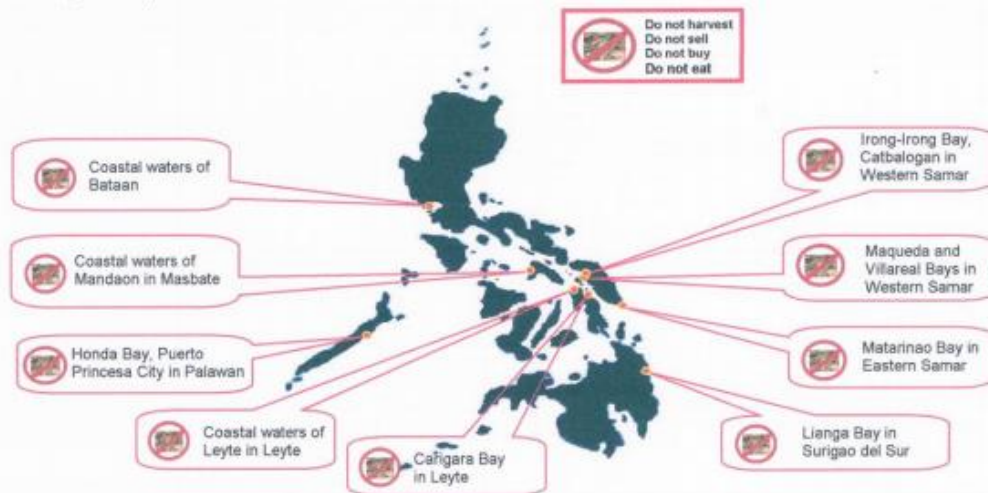 Do not harvest
Do not sell
Do not buy
Do not eat
Coastal waters of
Bataan
Irong-Irong Bay,
Catbalogan in
Western Samar
Coastal waters of
Mandaon in Masbate
Maqueda and
Villareal Bays in
Western Samar
Honda Bay, Puerto
Princesa City in Palawan
Matarinao Bay in
Eastern Samar
Coastal waters of
Leyte in Leyte
Carigara Bay
in Leyte
Lianga Bay in
Surigao del Sur